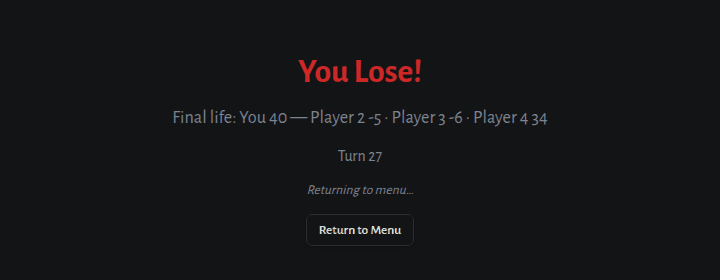 You Lose!
Final life: You 40 — Player 2 -5 · Player 3 -6 · Player 4 34
Turn 27
Returning to menu...
Return to Menu